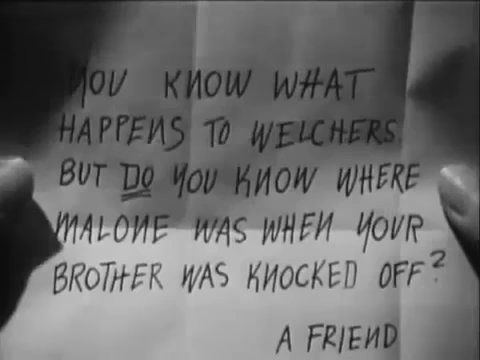 YOU KNOW WHAT
HAPPENS TO WELCHERS.
BUT DO YOU KNOW WHERE
MALONE WAS WHEN YOUR
BROTHER WAS KNOCKED OFF?
A FRIEND